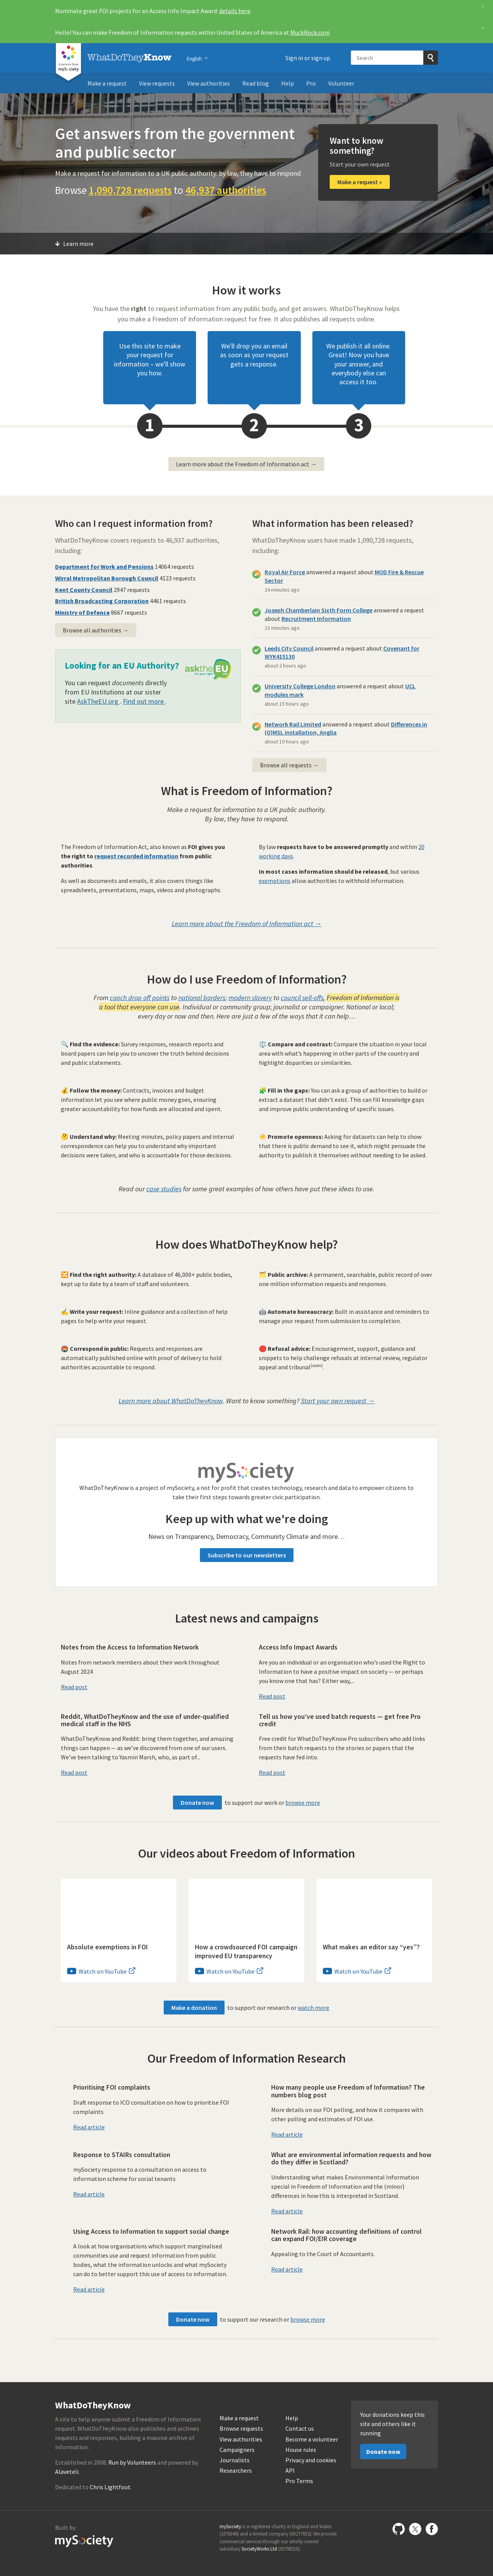 Nominate great FOI projects for an Access Info Impact Award: details here
Hello! You can make Freedom of Information requests within United States of America at MuckRock.com
A service from
mySociety
WhatDoTheyKnow
English
Sign in or sign up
Search
Make a request
View requests
View authorities
Read blog
Help
Pro
Volunteer
Get answers from the government
and public sector
Make a request for information to a UK public authority: by law, they have to respond
Browse 1,090,728 requests to 46,937 authorities
Want to know
something?
Start your own request
Make a request »
Learn more
How it works
You have the right to request information from any public body, and get answers. WhatDoTheyKnow helps
you make a Freedom of Information request for free. It also publishes all requests online.
Use this site to make
your request for
information – we'll show
you how.
We'll drop you an email
as soon as your request
gets a response.
We publish it all online.
Great! Now you have
your answer, and
everybody else can
access it too.
1
2
3
Learn more about the Freedom of Information act →
Who can I request information from?
WhatDoTheyKnow covers requests to 46,937 authorities,
including:
Department for Work and Pensions 14064 requests
Wirral Metropolitan Borough Council 4123 requests
Kent County Council 2947 requests
British Broadcasting Corporation 4461 requests
Ministry of Defence 8667 requests
Browse all authorities →
Looking for an EU Authority?
You can request documents directly
from EU Institutions at our sister
site AskTheEU.org . Find out more .
asktheEU
it's your right!
What information has been released?
WhatDoTheyKnow users have made 1,090,728 requests,
including:
Royal Air Force answered a request about MOD Fire & Rescue
Sector
24 minutes ago
Joseph Chamberlain Sixth Form College answered a request
about Recruitment Information
23 minutes ago
Leeds City Council answered a request about Covenant for
WYK415130
about 2 hours ago
University College London answered a request about UCL
modules mark
about 15 hours ago
Network Rail Limited answered a request about Differences in
(Q)MSL installation, Anglia
about 10 hours ago
Browse all requests →
What is Freedom of Information?
Make a request for information to a UK public authority.
By law, they have to respond.
The Freedom of Information Act, also known as FOI gives you
the right to request recorded information from public
authorities.
As well as documents and emails, it also covers things like
spreadsheets, presentations, maps, videos and photographs.
By law requests have to be answered promptly and within 20
working days.
In most cases information should be released, but various
exemptions allow authorities to withhold information.
Learn more about the Freedom of Information act →
How do I use Freedom of Information?
From coach drop off points to national borders; modern slavery to council sell-offs, Freedom of Information is
a tool that everyone can use. Individual or community group; journalist or campaigner. National or local;
every day or now and then. Here are just a few of the ways that it can help…
🔍 Find the evidence: Survey responses, research reports and
board papers can help you to uncover the truth behind decisions
and public statements.
⚖️ Compare and contrast: Compare the situation in your local
area with what's happening in other parts of the country and
highlight disparities or similarities.
💰 Follow the money: Contracts, invoices and budget
information let you see where public money goes, ensuring
greater accountability for how funds are allocated and spent.
🧩 Fill in the gaps: You can ask a group of authorities to build or
extract a dataset that didn't exist. This can fill knowledge gaps
and improve public understanding of specific issues.
🤔 Understand why: Meeting minutes, policy papers and internal
correspondence can help you to understand why important
decisions were taken, and who is accountable for those decisions.
☀️ Promote openness: Asking for datasets can help to show
that there is public demand to see it, which might persuade the
authority to publish it themselves without needing to be asked.
Read our case studies for some great examples of how others have put these ideas to use.
How does WhatDoTheyKnow help?
🔀 Find the right authority: A database of 46,000+ public bodies,
kept up to date by a team of staff and volunteers.
🗂️ Public archive: A permanent, searchable, public record of over
one million information requests and responses.
✍️ Write your request: Inline guidance and a collection of help
pages to help write your request.
🤖 Automate bureaucracy: Built in assistance and reminders to
manage your request from submission to completion.
📮 Correspond in public: Requests and responses are
automatically published online with proof of delivery to hold
authorities accountable to respond.
🛑 Refusal advice: Encouragement, support, guidance and
snippets to help challenge refusals at internal review, regulator
appeal and tribunal(soon).
Learn more about WhatDoTheyKnow. Want to know something? Start your own request →
mySociety
WhatDoTheyKnow is a project of mySociety, a not for profit that creates technology, research and data to empower citizens to
take their first steps towards greater civic participation.
Keep up with what we're doing
News on Transparency, Democracy, Community Climate and more…
Subscribe to our newsletters
Latest news and campaigns
Notes from the Access to Information Network
Notes from network members about their work throughout
August 2024
Read post
Access Info Impact Awards
Are you an individual or an organisation who's used the Right to
Information to have a positive impact on society — or perhaps
you know one that has? Either way,...
Read post
Reddit, WhatDoTheyKnow and the use of under-qualified
medical staff in the NHS
WhatDoTheyKnow and Reddit: bring them together, and amazing
things can happen — as we've discovered from one of our users.
We've been talking to Yasmin Marsh, who, as part of...
Read post
Tell us how you've used batch requests — get free Pro
credit
Free credit for WhatDoTheyKnow Pro subscribers who add links
from their batch requests to the stories or papers that the
requests have fed into.
Read post
Donate now to support our work or browse more
Our videos about Freedom of Information
Absolute exemptions in FOI
Watch on YouTube
How a crowdsourced FOI campaign
improved EU transparency
Watch on YouTube
What makes an editor say “yes”?
Watch on YouTube
Make a donation to support our research or watch more
Our Freedom of Information Research
Prioritising FOI complaints
Draft response to ICO consultation on how to prioritise FOI
complaints
Read article
How many people use Freedom of Information? The
numbers blog post
More details on our FOI polling, and how it compares with
other polling and estimates of FOI use.
Read article
Response to STAIRs consultation
mySociety response to a consultation on access to
information scheme for social tenants
Read article
What are environmental information requests and how
do they differ in Scotland?
Understanding what makes Environmental Information
special in Freedom of Information and the (minor)
differences in how this is interpreted in Scotland.
Read article
Using Access to Information to support social change
A look at how organisations which support marginalised
communities use and request information from public
bodies, what the information unlocks and what mySociety
can do to better support this use of access to information.
Read article
Network Rail: how accounting definitions of control
can expand FOI/EIR coverage
Appealing to the Court of Accountants.
Read article
Donate now to support our research or browse more
WhatDoTheyKnow
A site to help anyone submit a Freedom of Information
request. WhatDoTheyKnow also publishes and archives
requests and responses, building a massive archive of
information.
Established in 2008. Run by Volunteers and powered by
Alaveteli.
Dedicated to Chris Lightfoot.
Make a request
Browse requests
View authorities
Campaigners
Journalists
Researchers
Help
Contact us
Become a volunteer
House rules
Privacy and cookies
API
Pro Terms
Your donations keep this
site and others like it
running
Donate now
Built by
mySociety
mySociety is a registered charity in England and Wales
(1076346) and a limited company (03277032). We provide
commercial services through our wholly owned
subsidiary SocietyWorks Ltd (05798215).